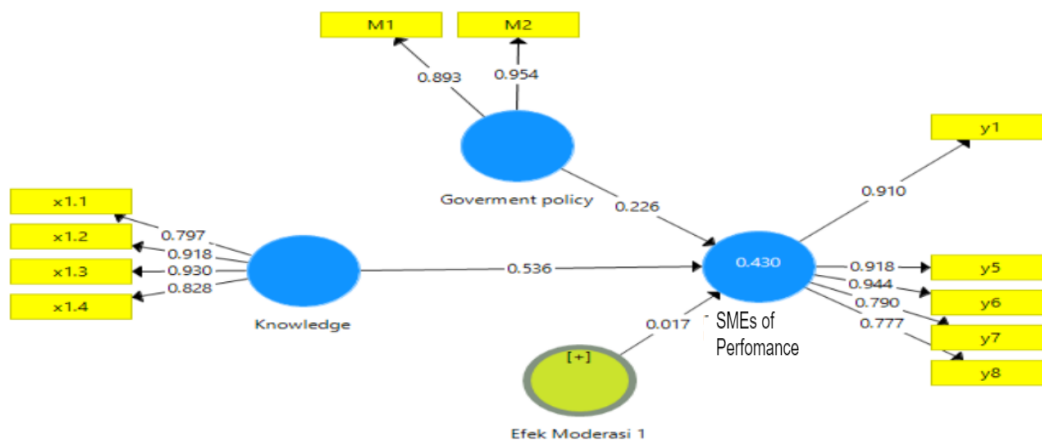 M1
M2
0.893
0.954
Goverment policy
y1
0.910
0.226
x1.1
x1.2
x1.3
x1.4
0.797
0.918
0.930
0.828
Knowledge
0.536
0.430
0.918
0.944
0.790
0.777
y5
y6
y7
y8
SMEs of
Perfomance
0.017
[+]
Efek Moderasi 1